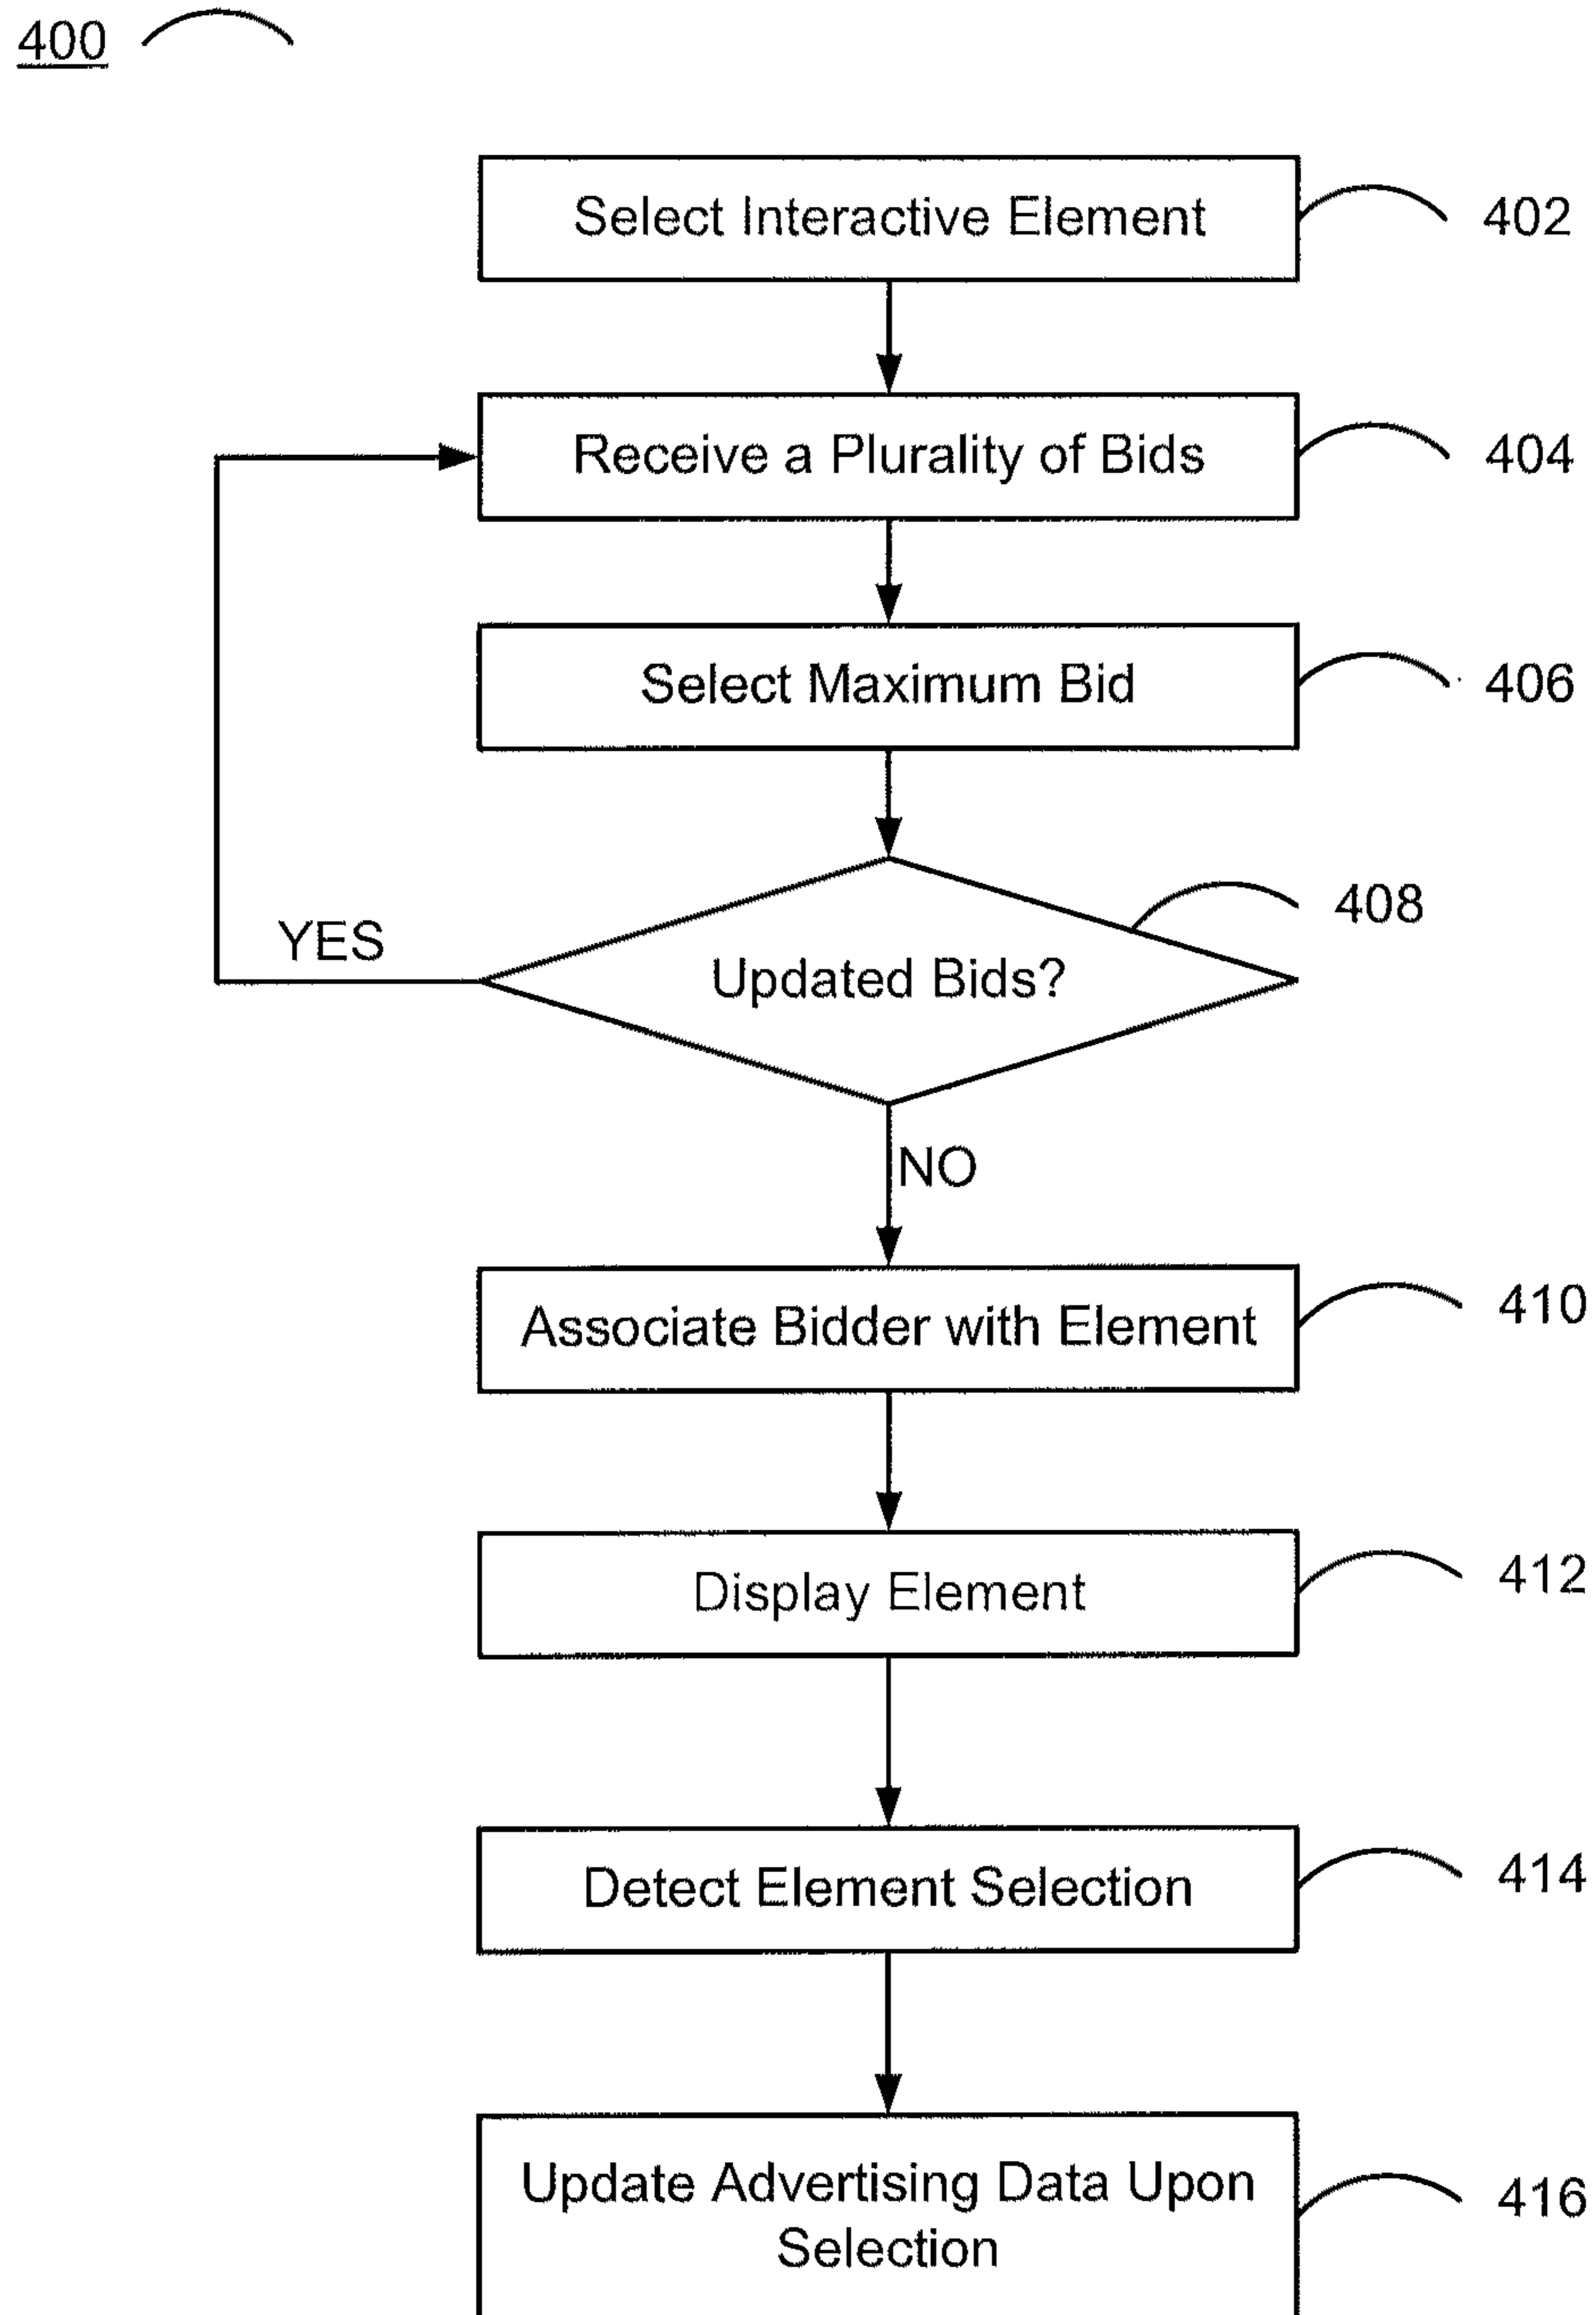 400
Select Interactive Element
402
Receive a Plurality of Bids
404
Select Maximum Bid
406
408
Updated Bids?
YES
NO
Associate Bidder with Element
410
Display Element
412
Detect Element Selection
414
Update Advertising Data Upon
Selection
416